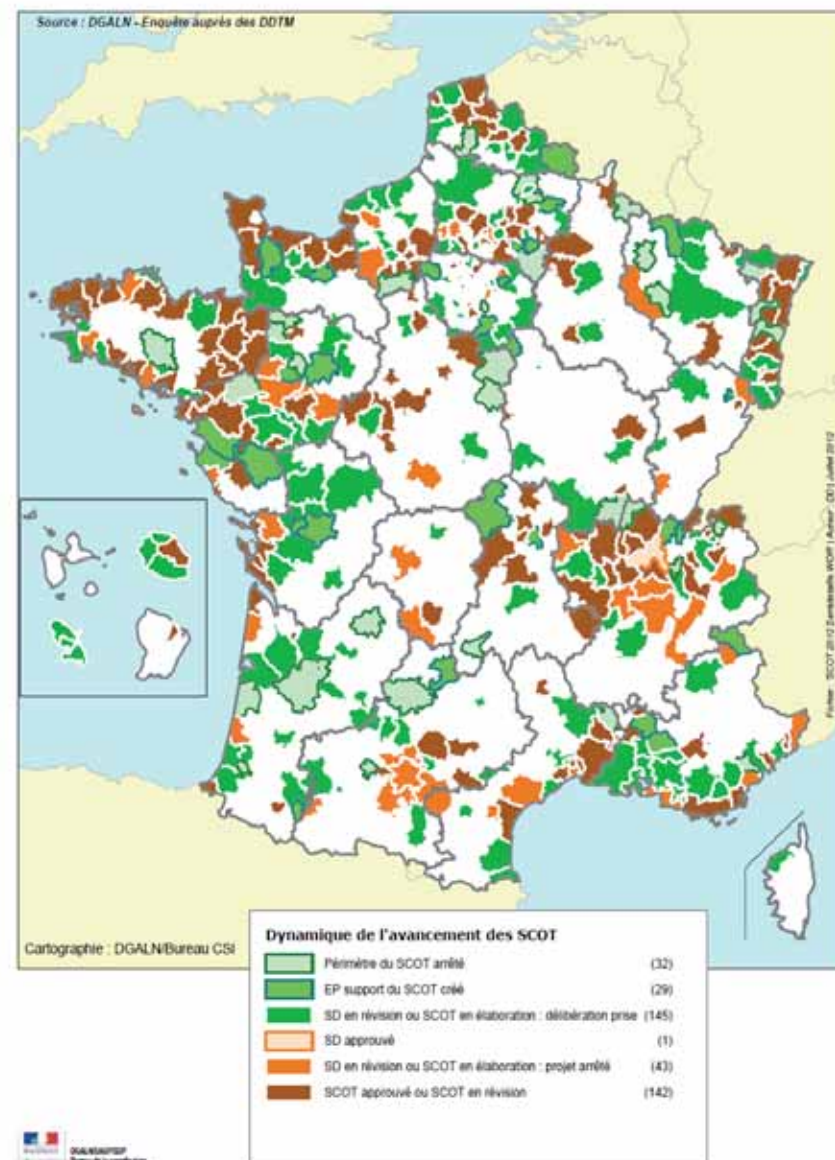 Source : DGALN - Enquête auprès des DDTM
Cartographie : DGALN/Bureau CSI
Dynamique de l'avancement des SCOT
Périmètre du SCOT arrêté (32)
EP support du SCOT créé (29)
SD en révision ou SCOT en élaboration : délibération prise (145)
SD approuvé (1)
SD en révision ou SCOT en élaboration : projet arrêté (43)
SCOT approuvé ou SCOT en révision (142)